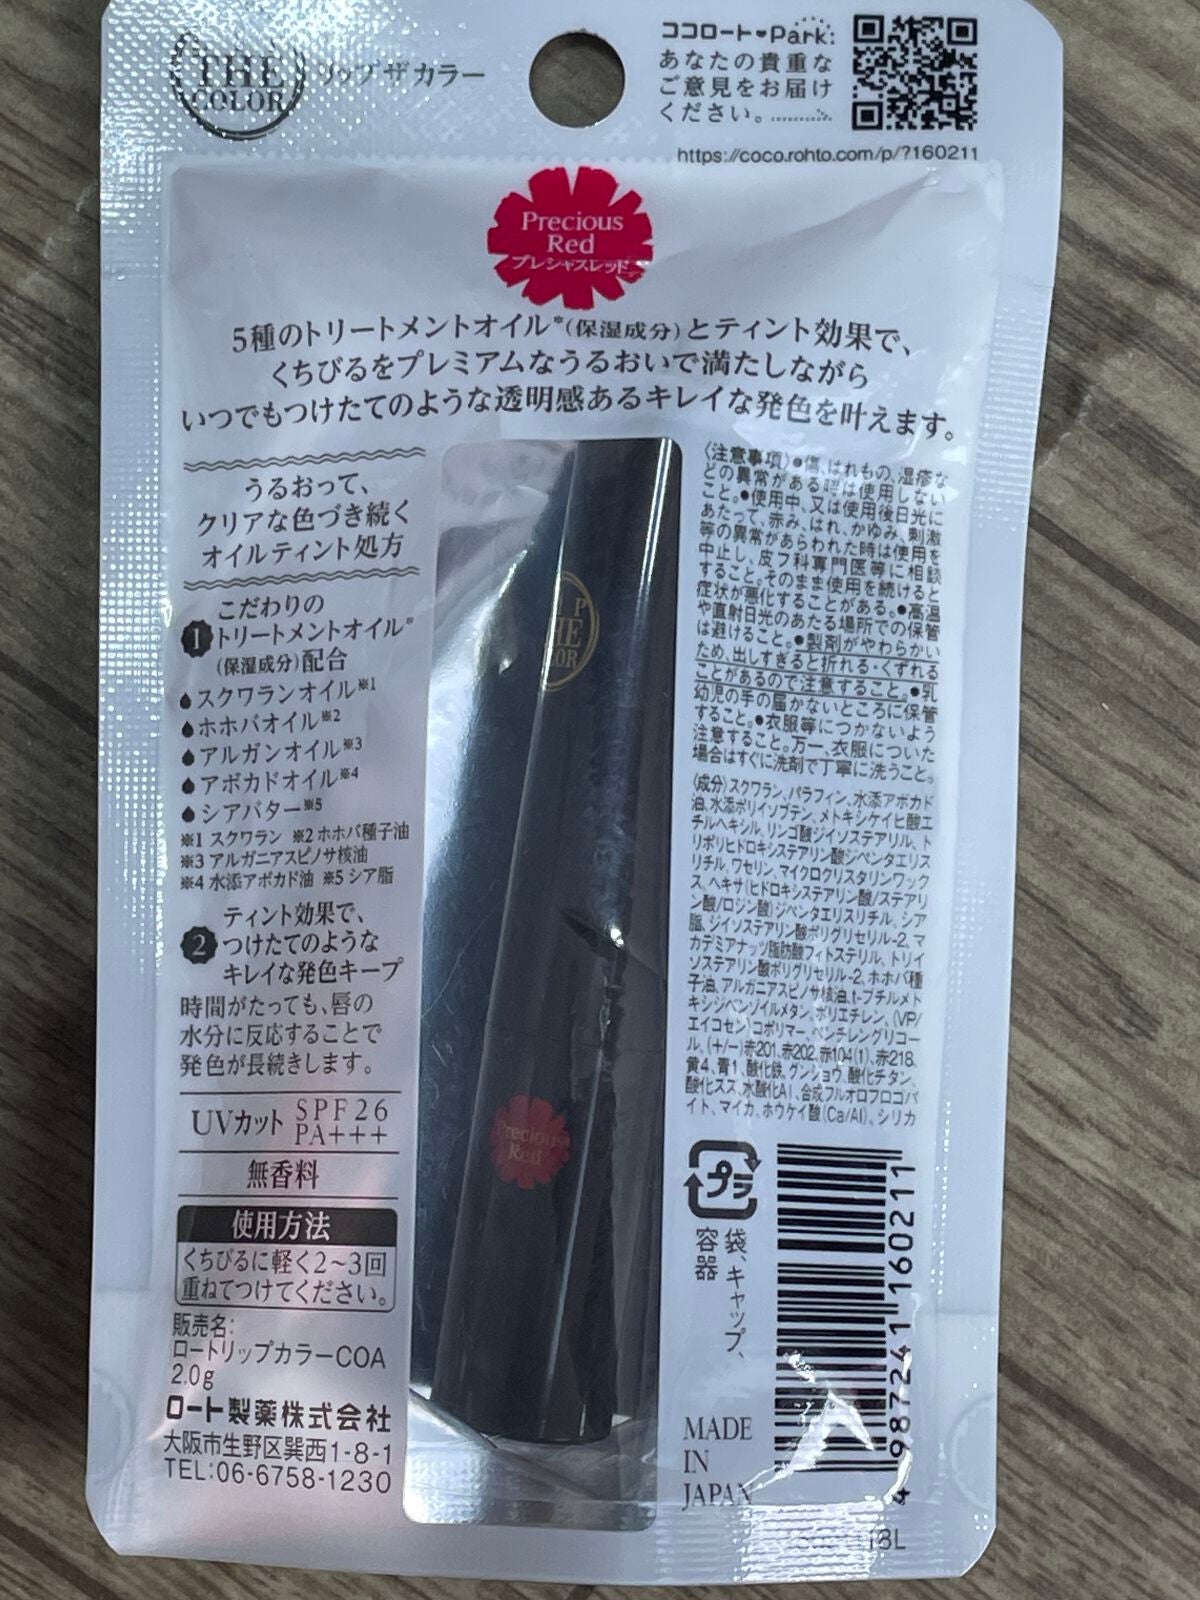 THE
COLOR
リップ ザ カラー
ココロート Park:
あなたの貴重な
ご意見をお届け
ください。
https://coco.rohto.com/p/?160211
Precious
Red
プレシャスレッド
5種のトリートメントオイル*(保湿成分)とティント効果で、
くちびるをプレミアムなうるおいで満たしながら
いつでもつけたてのような透明感あるキレイな発色を叶えます。
うるおって、
クリアな色づき続く
オイルティント処方
1 こだわりの
トリートメントオイル*
(保湿成分)配合
スクワランオイル※1
ホホバオイル※2
アルガンオイル※3
アボカドオイル※4
シアバター※5
※1 スクワラン ※2 ホホバ種子油
※3 アルガニアスピノサ核油
※4 水添アボカド油 ※5 シア脂
2 ティント効果で、
つけたてのような
キレイな発色キープ
時間がたっても、唇の
水分に反応することで
発色が長続きします。
UVカット SPF26
PA+++
無香料
使用方法
くちびるに軽く2~3回
重ねてつけてください。
販売名:
ロートリップカラーCOA
2.0g
ロート製薬株式会社
大阪市生野区巽西1-8-1
TEL:06-6758-1230
Precious
Red
〈注意事項〉●傷、はれもの、湿疹な
どの異常がある時は使用しない
こと。●使用中、又は使用後日光に
あたって、赤み、はれ、かゆみ、刺激
等の異常があらわれた時は使用を
中止し、皮フ科専門医等に相談
すること。そのまま使用を続けると
症状が悪化することがある。●高温
や直射日光のあたる場所での保管
は避けること。●製剤がやわらかい
ため、出しすぎると折れる・くずれる
ことがあるので注意すること。●乳
幼児の手の届かないところに保管
すること。●衣服等につかないよう
注意すること。万一、衣服についた
場合はすぐに洗剤で丁寧に洗うこと。
〈成分〉スクワラン、パラフィン、水添アボカド
油、水添ポリイソブテン、メトキシケイヒ酸エ
チルヘキシル、リンゴ酸ジイソステアリル、ト
リポリヒドロキシステアリン酸ジペンタエリス
リチル、ワセリン、マイクロクリスタリンワック
ス、ヘキサ(ヒドロキシステアリン酸/ステアリ
ン酸/ロジン酸)ジペンタエリスリチル、シア
脂、ジイソステアリン酸ポリグリセリル-2、マ
カデミアナッツ脂肪酸フィトステリル、トリイ
ソステアリン酸ポリグリセリル-2、ホホバ種
子油、アルガニアスピノサ核油、t-ブチルメト
キシジベンゾイルメタン、ポリエチレン、(VP/
エイコセン)コポリマー、ペンチレングリコー
ル、(+/−)赤201、赤202、赤104(1)、赤218、
黄4、青1、酸化鉄、グンジョウ、酸化チタン、
酸化スズ、水酸化Al、合成フルオロフロゴパ
イト、マイカ、ホウケイ酸(Ca/Al)、シリカ
プラ
袋、キャップ、
容器
MADE
IN
JAPAN
4 987241 160211